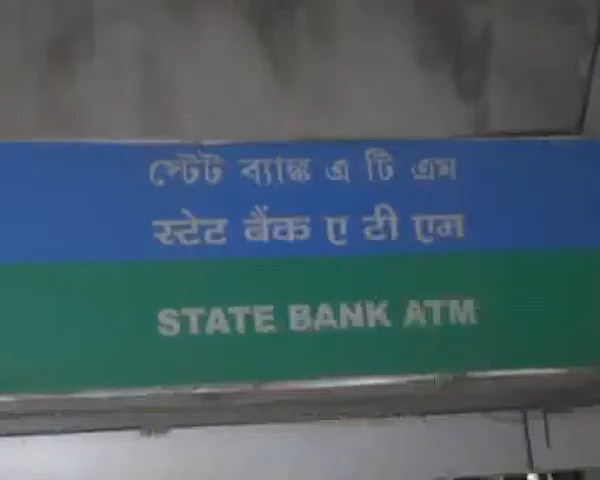 স্টেট ব্যাঙ্ক এ টি এম
स्टेट बैंक ए टी एम
STATE BANK ATM